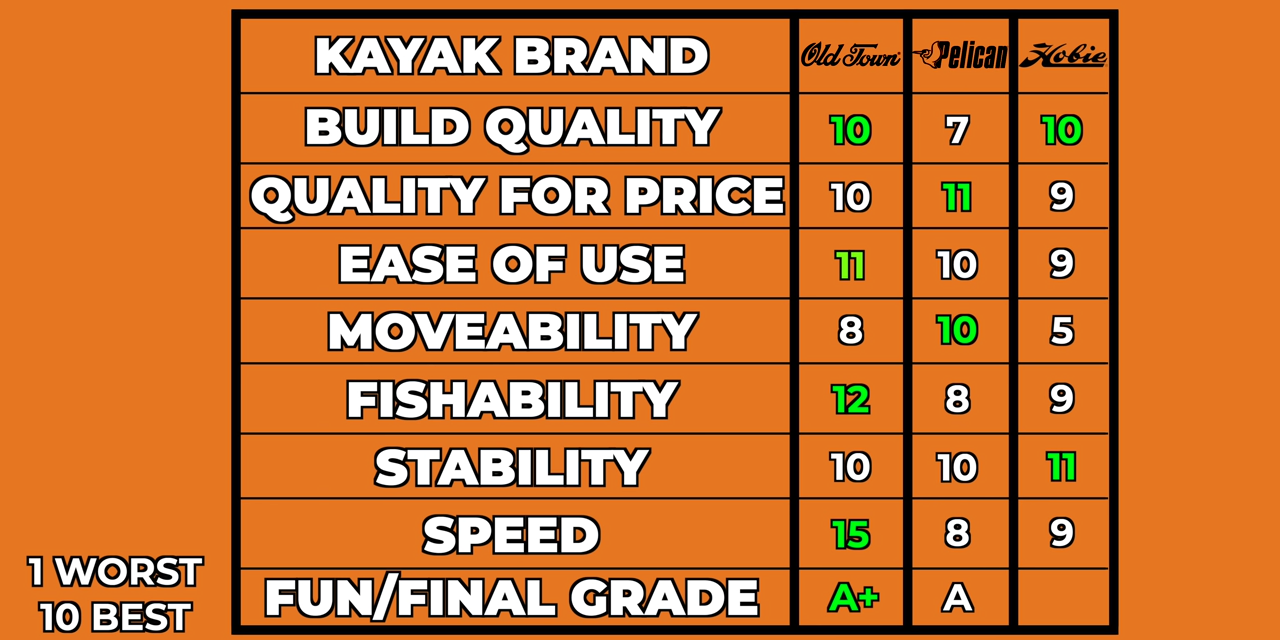 KAYAK BRAND Old Town Pelican Hobie
BUILD QUALITY 10 7 10
QUALITY FOR PRICE 10 11 9
EASE OF USE 11 10 9
MOVEABILITY 8 10 5
FISHABILITY 12 8 9
STABILITY 10 10 11
SPEED 15 8 9
FUN/FINAL GRADE A+ A
1 WORST
10 BEST